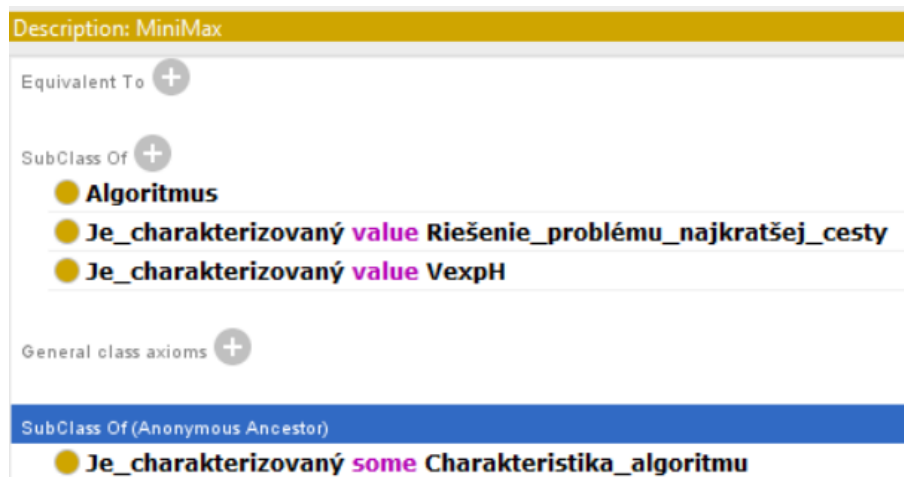 Description: MiniMax
Equivalent To
SubClass Of
Algoritmus
Je_charakterizovaný value Riešenie_problému_najkratšej_cesty
Je_charakterizovaný value VexpH
General class axioms
SubClass Of (Anonymous Ancestor)
Je_charakterizovaný some Charakteristika_algoritmu